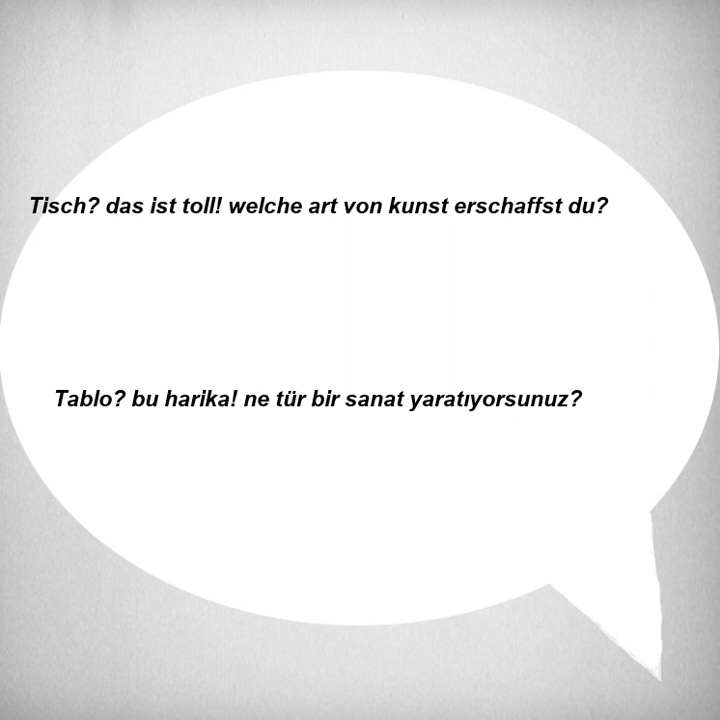 Tisch? das ist toll! welche art von kunst erschaffst du?
Tablo? bu harika! ne tür bir sanat yaratıyorsunuz?